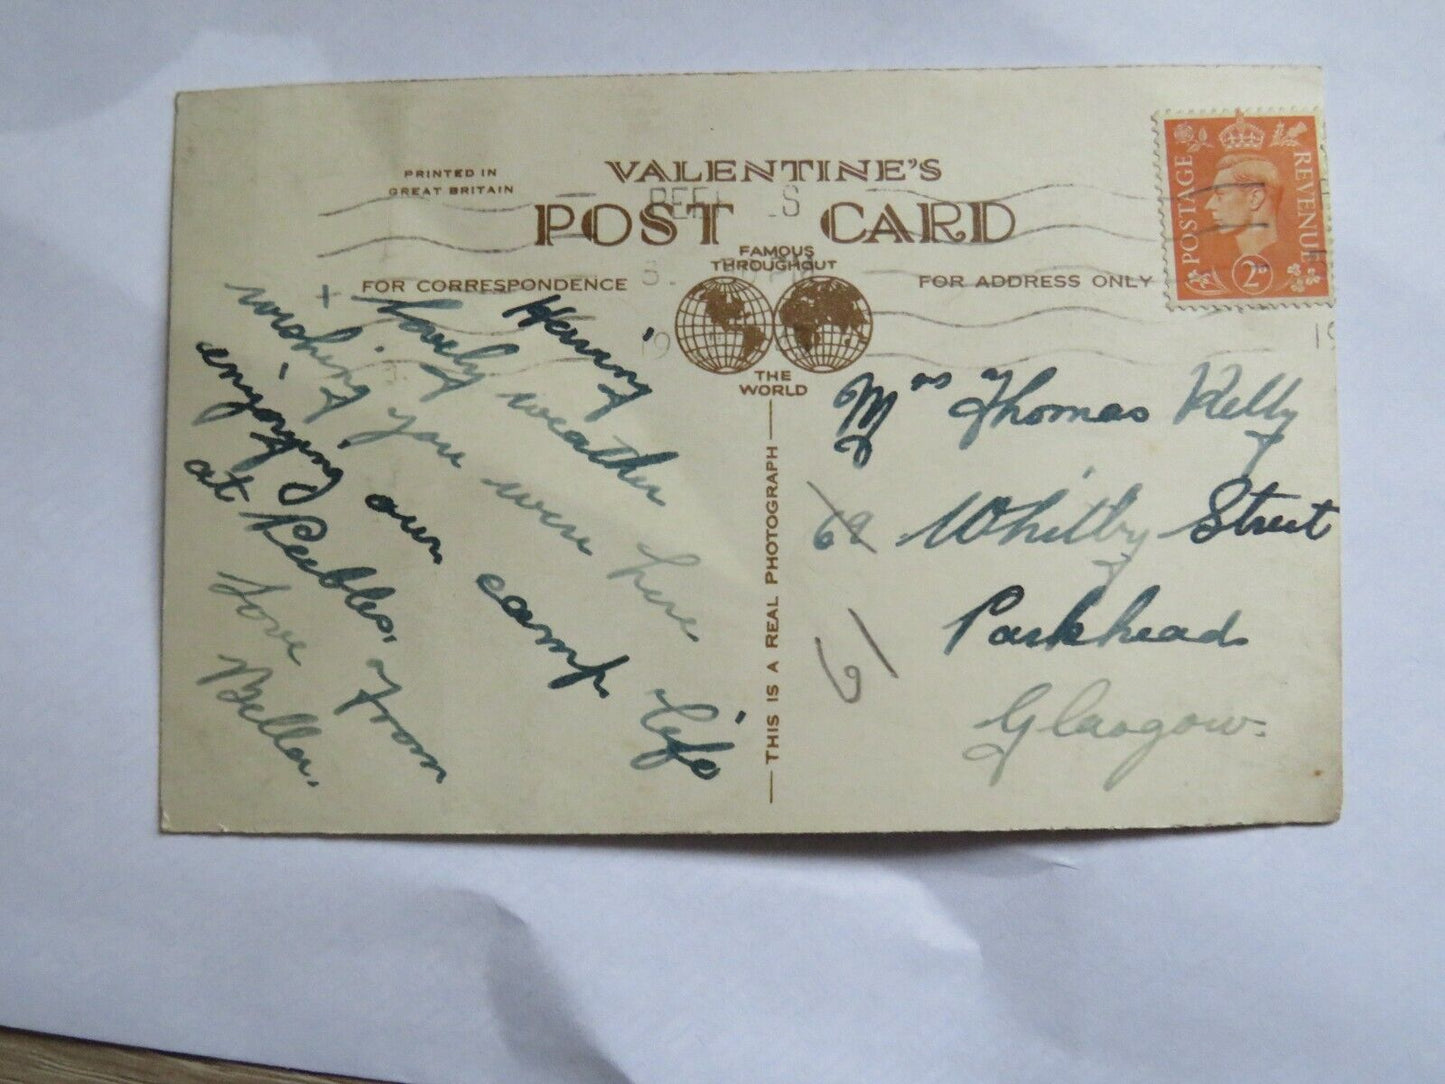 PRINTED IN
GREAT BRITAIN
VALENTINE'S
POST CARD
FAMOUS
THROUGHOUT
THE
WORLD
FOR CORRESPONDENCE
FOR ADDRESS ONLY
THIS IS A REAL PHOTOGRAPH
POSTAGE
REVENUE
2D
Having
Lovely weather
+ wishing you were here
enjoying our camp life
at Peebles, from
Love
Bella.
Mrs Thomas Kelly
69 Whitby Street
Parkhead
Glasgow.
19